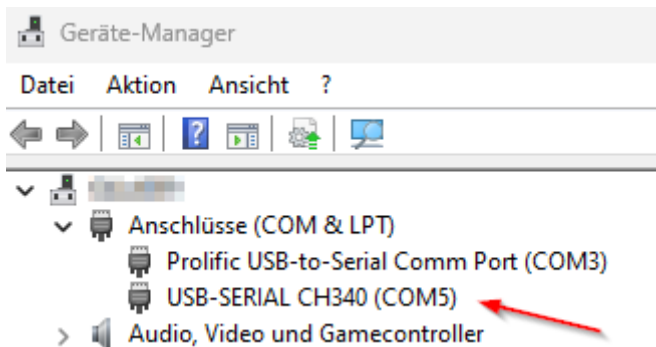 Geräte-Manager
Datei Aktion Ansicht ?
Anschlüsse (COM & LPT)
Prolific USB-to-Serial Comm Port (COM3)
USB-SERIAL CH340 (COM5)
Audio, Video und Gamecontroller